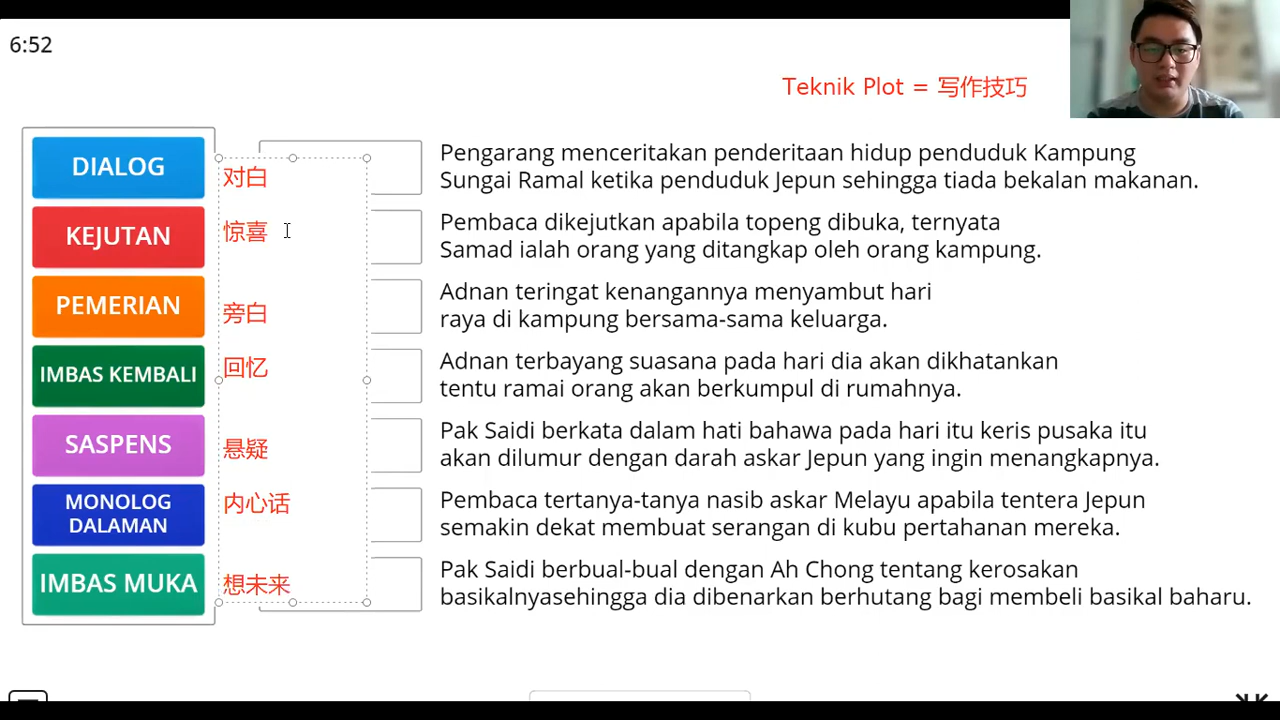 6:52
Teknik Plot = 写作技巧
DIALOG
对白
Pengarang menceritakan penderitaan hidup penduduk Kampung
Sungai Ramal ketika penduduk Jepun sehingga tiada bekalan makanan.
KEJUTAN
惊喜
Pembaca dikejutkan apabila topeng dibuka, ternyata
Samad ialah orang yang ditangkap oleh orang kampung.
PEMERIAN
旁白
Adnan teringat kenangannya menyambut hari
raya di kampung bersama-sama keluarga.
IMBAS KEMBALI
回忆
Adnan terbayang suasana pada hari dia akan dikhatankan
tentu ramai orang akan berkumpul di rumahnya.
SASPENS
悬疑
Pak Saidi berkata dalam hati bahawa pada hari itu keris pusaka itu
akan dilumur dengan darah askar Jepun yang ingin menangkapnya.
MONOLOG
DALAMAN
内心话
Pembaca tertanya-tanya nasib askar Melayu apabila tentera Jepun
semakin dekat membuat serangan di kubu pertahanan mereka.
IMBAS MUKA
想未来
Pak Saidi berbual-bual dengan Ah Chong tentang kerosakan
basikalnyasehingga dia dibenarkan berhutang bagi membeli basikal baharu.